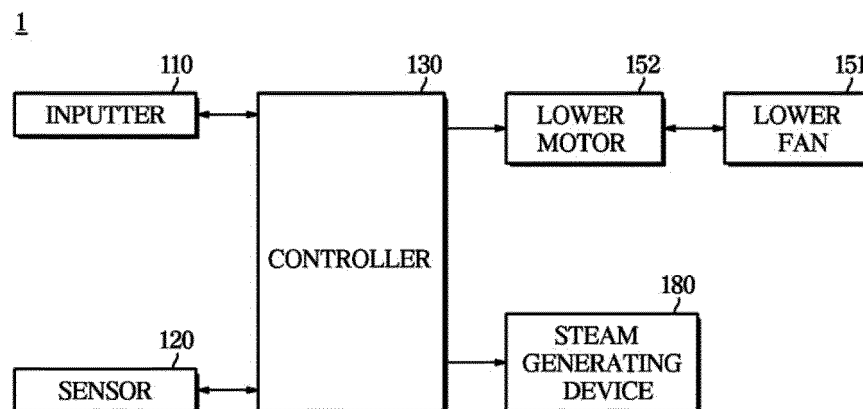 1
110
130
152
151
INPUTTER
LOWER
MOTOR
LOWER
FAN
CONTROLLER
120
180
SENSOR
STEAM
GENERATING
DEVICE